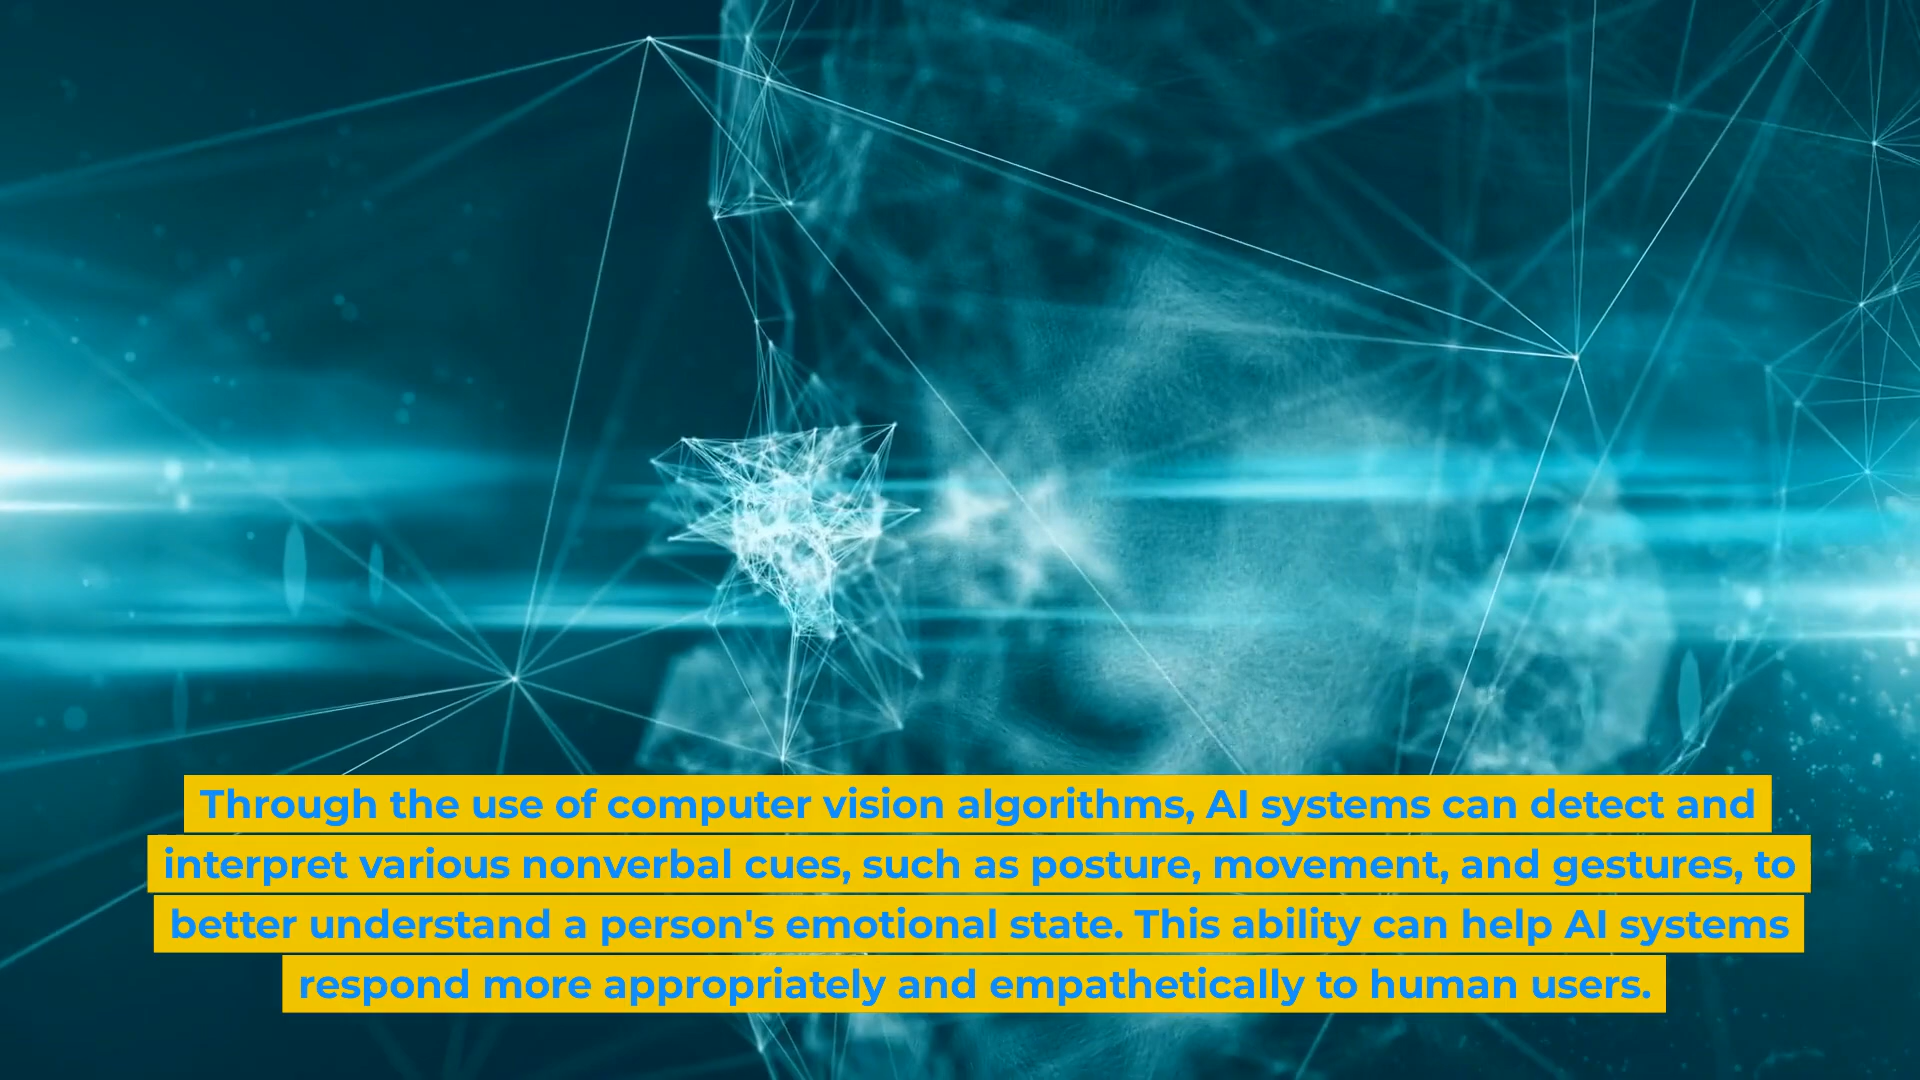 Through the use of computer vision algorithms, AI systems can detect and
interpret various nonverbal cues, such as posture, movement, and gestures, to
better understand a person's emotional state. This ability can help AI systems
respond more appropriately and empathetically to human users.